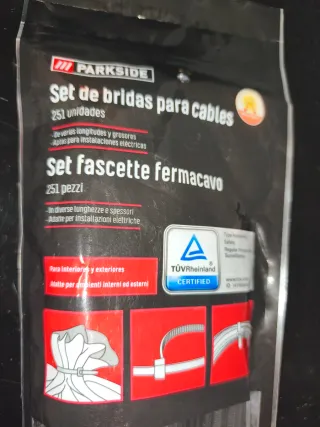 PARKSIDE
Set de bridas para cables
251 unidades
-De varias longitudes y grosores
-Aptas para instalaciones eléctricas
Set fascette fermacavo
251 pezzi
-In diverse lunghezze e spessori
-Adatte per installazioni elettriche
TÜVRheinland
CERTIFIED
Para interiores y exteriores
Adatte per ambienti interni ed esterni